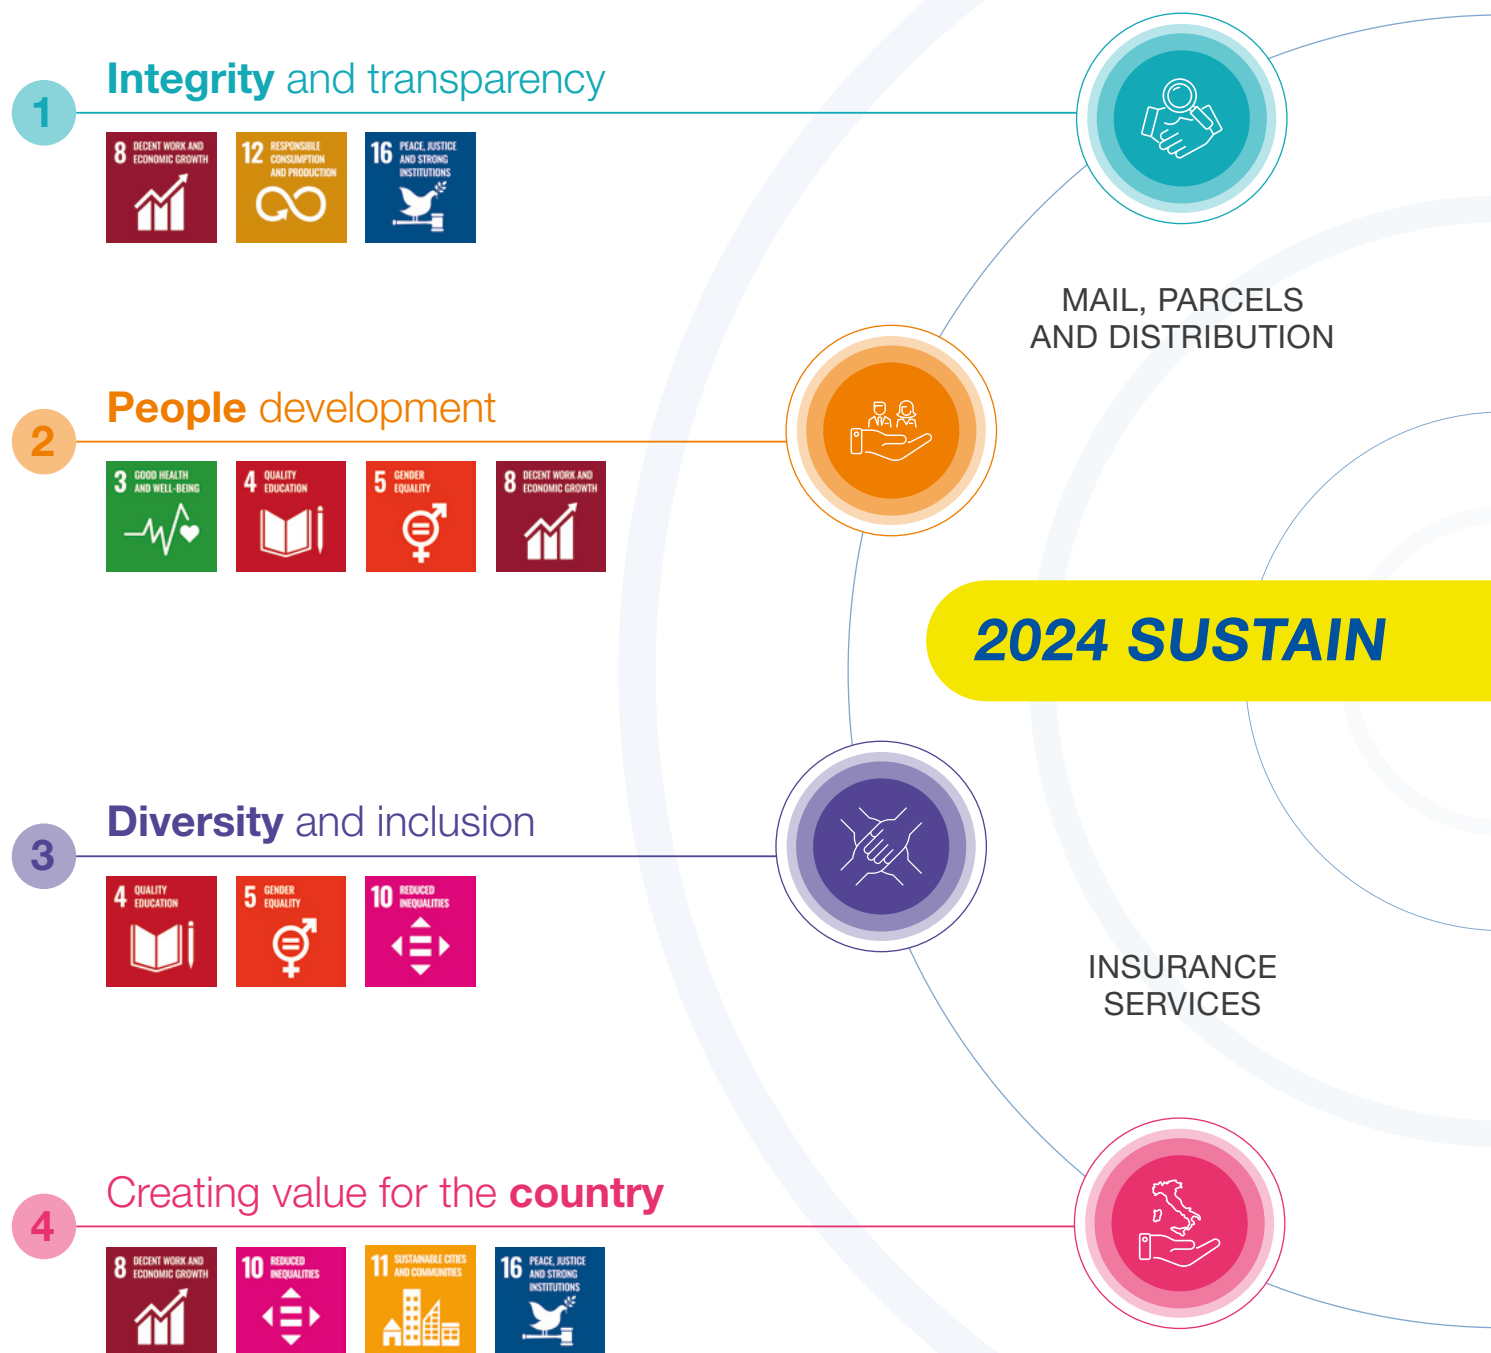 1
Integrity and transparency
8 DECENT WORK AND
ECONOMIC GROWTH
12 RESPONSIBLE
CONSUMPTION
AND PRODUCTION
16 PEACE, JUSTICE
AND STRONG
INSTITUTIONS
MAIL, PARCELS
AND DISTRIBUTION
2
People development
3 GOOD HEALTH
AND WELL-BEING
4 QUALITY
EDUCATION
5 GENDER
EQUALITY
8 DECENT WORK AND
ECONOMIC GROWTH
2024 SUSTAIN
3
Diversity and inclusion
4 QUALITY
EDUCATION
5 GENDER
EQUALITY
10 REDUCED
INEQUALITIES
INSURANCE
SERVICES
4
Creating value for the country
8 DECENT WORK AND
ECONOMIC GROWTH
10 REDUCED
INEQUALITIES
11 SUSTAINABLE CITIES
AND COMMUNITIES
16 PEACE, JUSTICE
AND STRONG
INSTITUTIONS